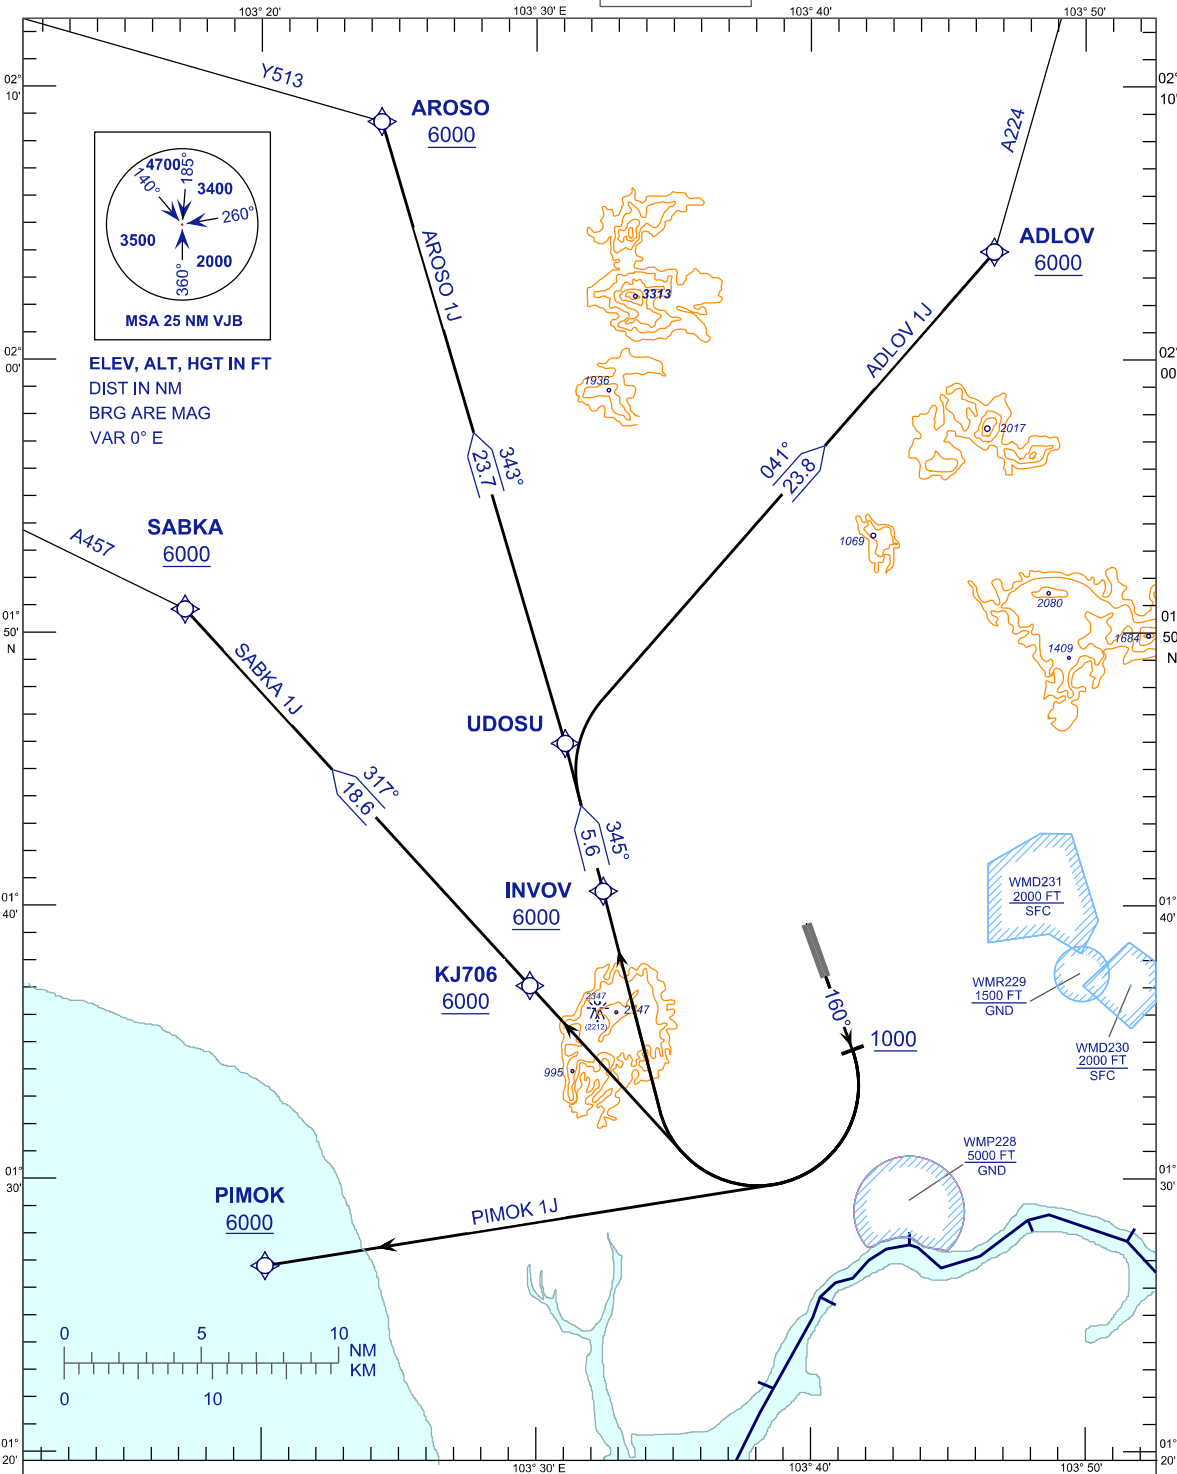 103° 20'
103° 30' E
103° 40'
103° 50'
02°
10'
02°
10'
Y513
AROSO
6000
A224
4700
185°
140°
3400
260°
3500
2000
360°
MSA 25 NM VJB
ADLOV
6000
AROSO 1J
3313
ELEV, ALT, HGT IN FT
DIST IN NM
BRG ARE MAG
VAR 0° E
02°
00'
02°
00'
ADLOV 1J
1936
2017
343°
23.7
041°
23.8
SABKA
6000
A457
1069
2080
01°
50'
N
01°
50'
N
1684
1409
SABKA 1J
UDOSU
317°
18.6
345°
5.6
INVOV
6000
WMD231
2000 FT
SFC
01°
40'
01°
40'
KJ706
6000
WMR229
1500 FT
GND
2347
2147
(2212)
160°
1000
WMD230
2000 FT
SFC
995
WMP228
5000 FT
GND
01°
30'
01°
30'
PIMOK
6000
PIMOK 1J
0
5
10
NM
KM
0
10
01°
20'
01°
20'
103° 30' E
103° 40'
103° 50'